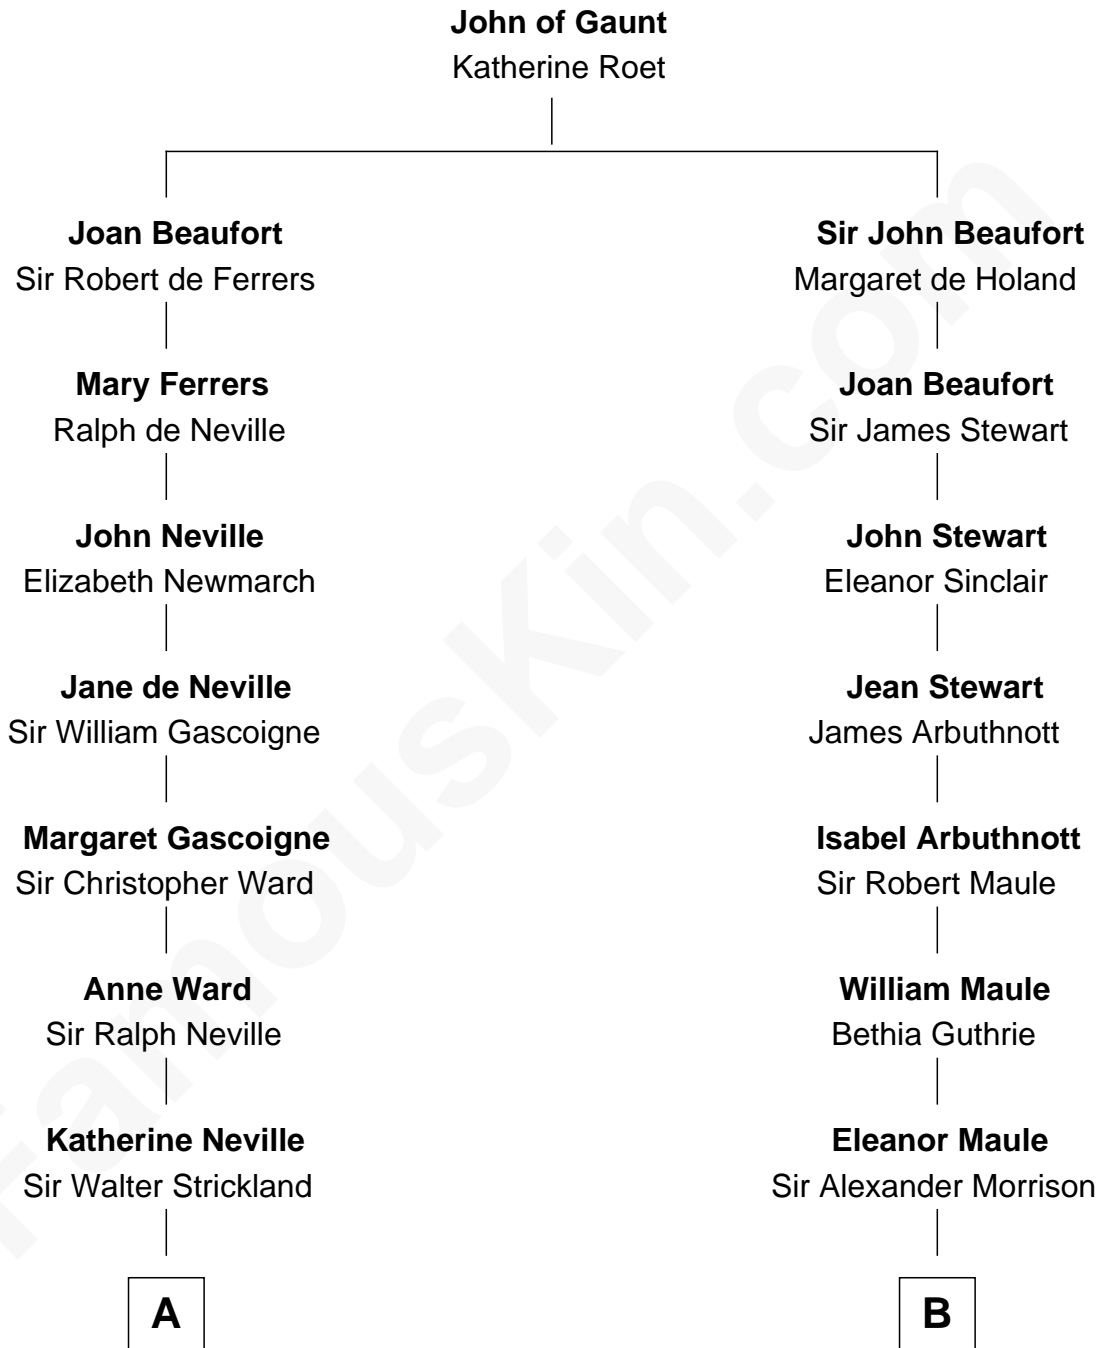 John of Gaunt
Katherine Roet
Joan Beaufort
Sir Robert de Ferrers
Sir John Beaufort
Margaret de Holand
Mary Ferrers
Ralph de Neville
Joan Beaufort
Sir James Stewart
John Neville
Elizabeth Newmarch
John Stewart
Eleanor Sinclair
Jane de Neville
Sir William Gascoigne
Jean Stewart
James Arbuthnott
Margaret Gascoigne
Sir Christopher Ward
Isabel Arbuthnott
Sir Robert Maule
Anne Ward
Sir Ralph Neville
William Maule
Bethia Guthrie
Katherine Neville
Sir Walter Strickland
Eleanor Maule
Sir Alexander Morrison
A
B
FamousKin.com